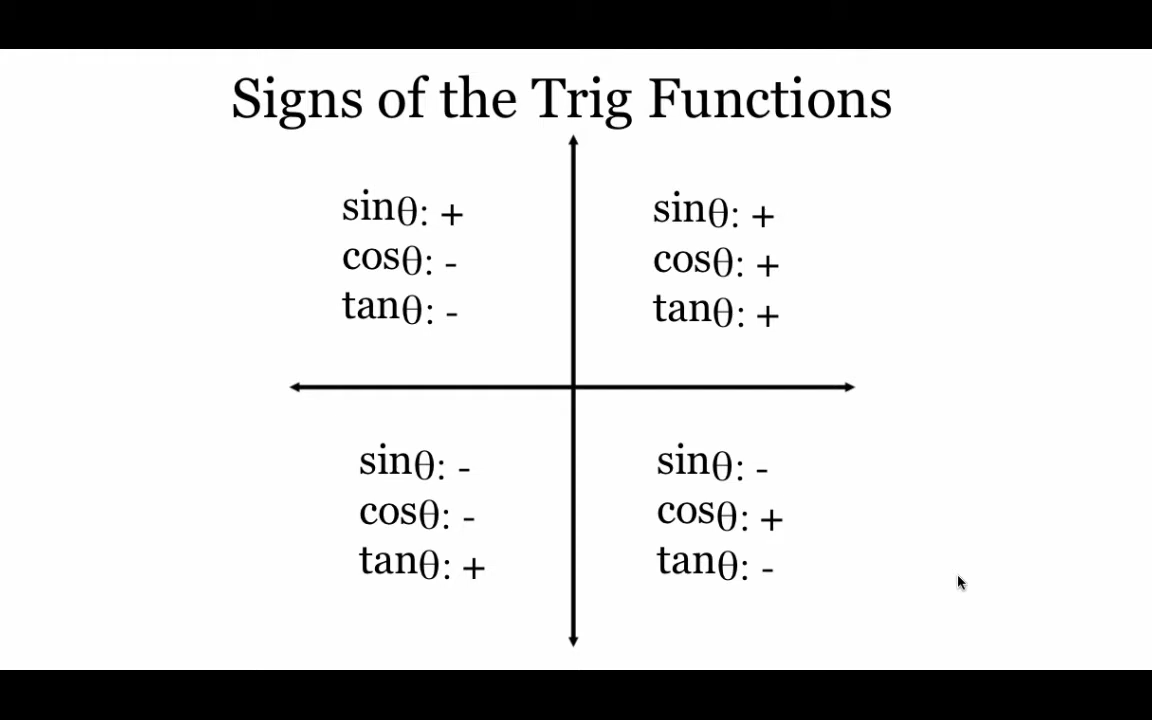 Signs of the Trig Functions
sinθ: +
cosθ: -
tanθ: -
sinθ: +
cosθ: +
tanθ: +
sinθ: -
cosθ: -
tanθ: +
sinθ: -
cosθ: +
tanθ: -